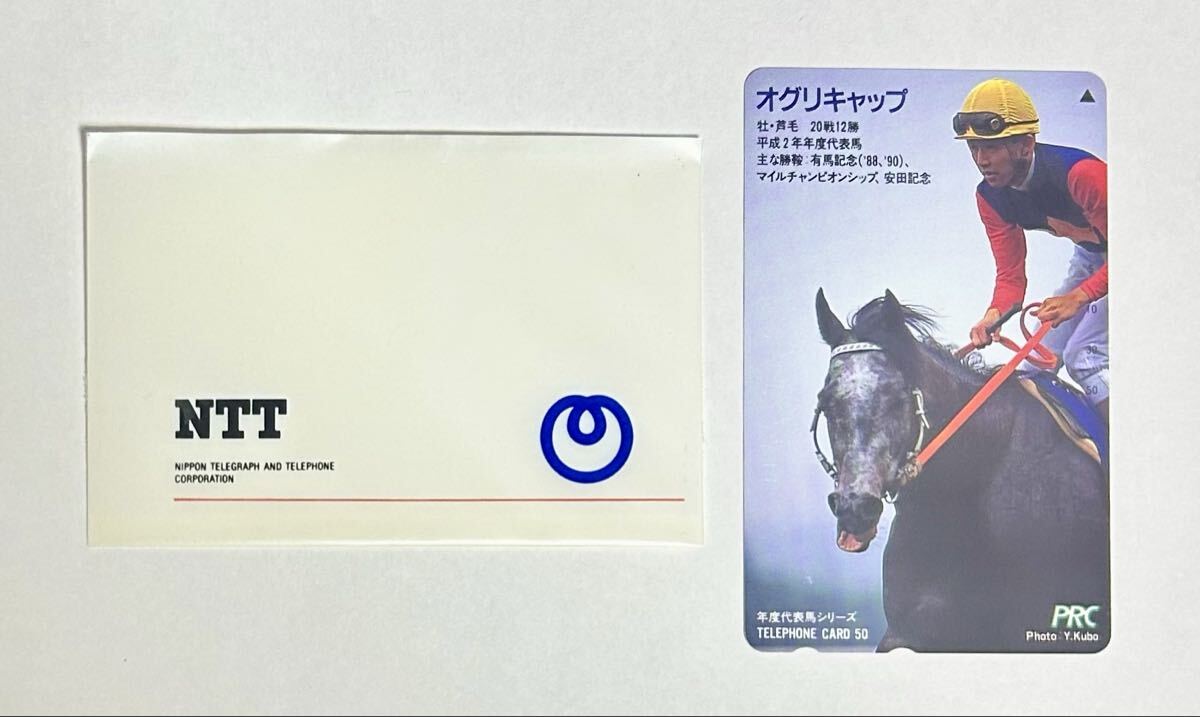 NTT
NIPPON TELEGRAPH AND TELEPHONE
CORPORATION
オグリキャップ
牡・芦毛 20戦12勝
平成2年年度代表馬
主な勝鞍:有馬記念('88、'90)、
マイルチャンピオンシップ、安田記念
10
30
50
年度代表馬シリーズ
TELEPHONE CARD 50
PRC
Photo:Y.Kubo